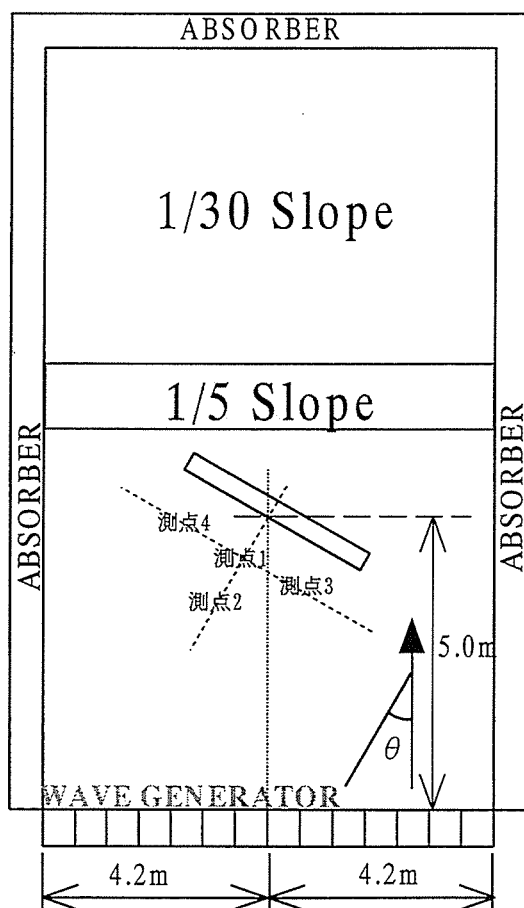 ABSORBER
1/30 Slope
1/5 Slope
ABSORBER
ABSORBER
測点4
測点1
測点3
測点2
5.0m
θ
WAVE GENERATOR
4.2m
4.2m